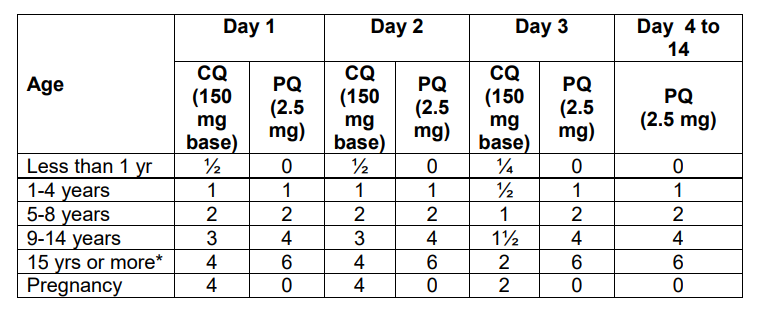 Age Day 1 Day 2 Day 3 Day 4 to 14
CQ (150 mg base) PQ (2.5 mg) CQ (150 mg base) PQ (2.5 mg) CQ (150 mg base) PQ (2.5 mg) PQ (2.5 mg)
Less than 1 yr ½ 0 ½ 0 ¼ 0 0
1-4 years 1 1 1 1 ½ 1 1
5-8 years 2 2 2 2 1 2 2
9-14 years 3 4 3 4 1½ 4 4
15 yrs or more* 4 6 4 6 2 6 6
Pregnancy 4 0 4 0 2 0 0